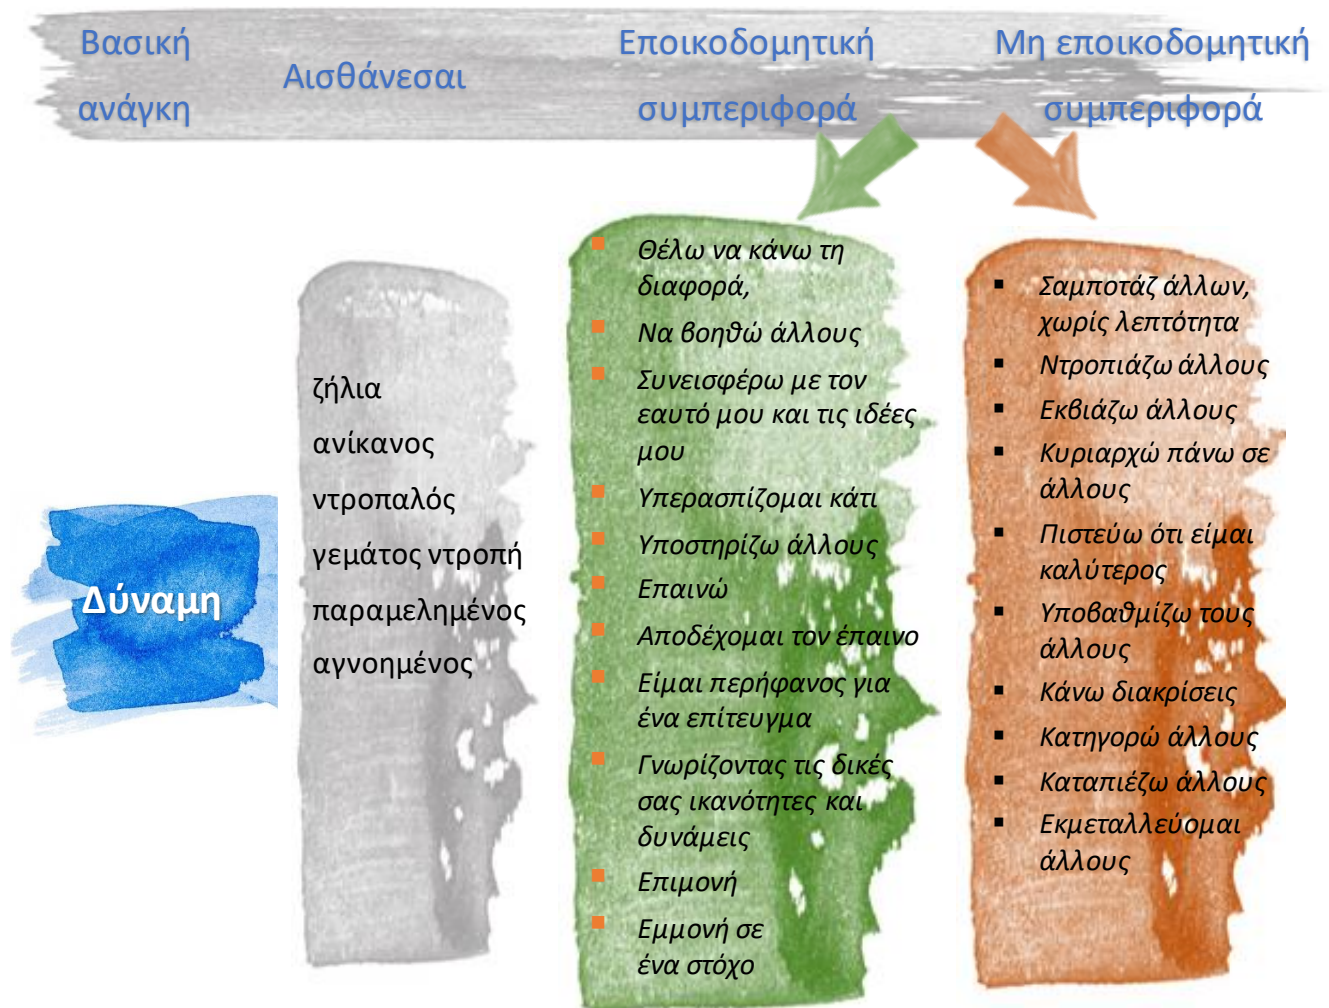 Βασική
ανάγκη
Αισθάνεσαι
Εποικοδομητική
συμπεριφορά
Μη εποικοδομητική
συμπεριφορά
Δύναμη
ζήλια
ανίκανος
ντροπαλός
γεμάτος ντροπή
παραμελημένος
αγνοημένος
Θέλω να κάνω τη
διαφορά,
Να βοηθώ άλλους
Συνεισφέρω με τον
εαυτό μου και τις ιδέες
μου
Υπερασπίζομαι κάτι
Υποστηρίζω άλλους
Επαινώ
Αποδέχομαι τον έπαινο
Είμαι περήφανος για
ένα επίτευγμα
Γνωρίζοντας τις δικές
σας ικανότητες και
δυνάμεις
Επιμονή
Εμμονή σε
ένα στόχο
Σαμποτάζ άλλων,
χωρίς λεπτότητα
Ντροπιάζω άλλους
Εκβιάζω άλλους
Κυριαρχώ πάνω σε
άλλους
Πιστεύω ότι είμαι
καλύτερος
Υποβαθμίζω τους
άλλους
Κάνω διακρίσεις
Κατηγορώ άλλους
Καταπιέζω άλλους
Εκμεταλλεύομαι
άλλους